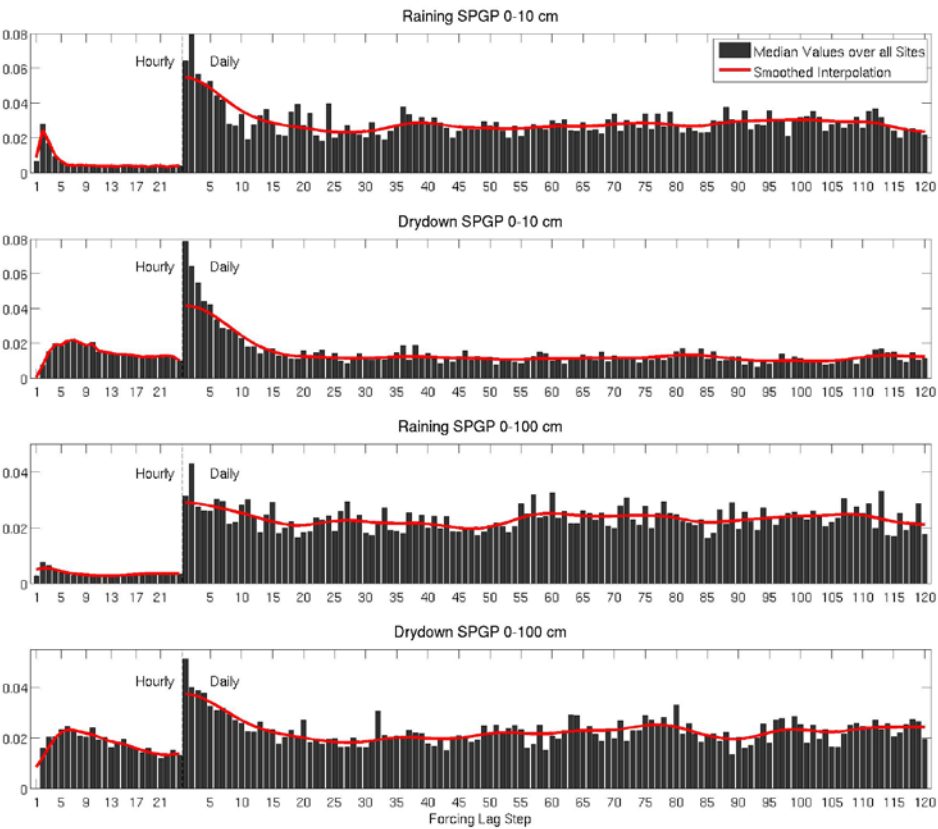 Raining SPGP 0-10 cm
0.08
Hourly
Daily
Median Values over all Sites
0.06
Smoothed Interpolation
0.04
0.02
0
1 5 9 13 17 21 5 10 15 20 25 30 35 40 45 50 55 60 65 70 75 80 85 90 95 100 105 110 115 120
Drydown SPGP 0-10 cm
0.08
Hourly
Daily
0.06
0.04
0.02
0
1 5 9 13 17 21 5 10 15 20 25 30 35 40 45 50 55 60 65 70 75 80 85 90 95 100 105 110 115 120
Raining SPGP 0-100 cm
Hourly
Daily
0.04
0.02
0
1 5 9 13 17 21 5 10 15 20 25 30 35 40 45 50 55 60 65 70 75 80 85 90 95 100 105 110 115 120
Drydown SPGP 0-100 cm
Hourly
Daily
0.04
0.02
0
1 5 9 13 17 21 5 10 15 20 25 30 35 40 45 50 55 60 65 70 75 80 85 90 95 100 105 110 115 120
Forcing Lag Step